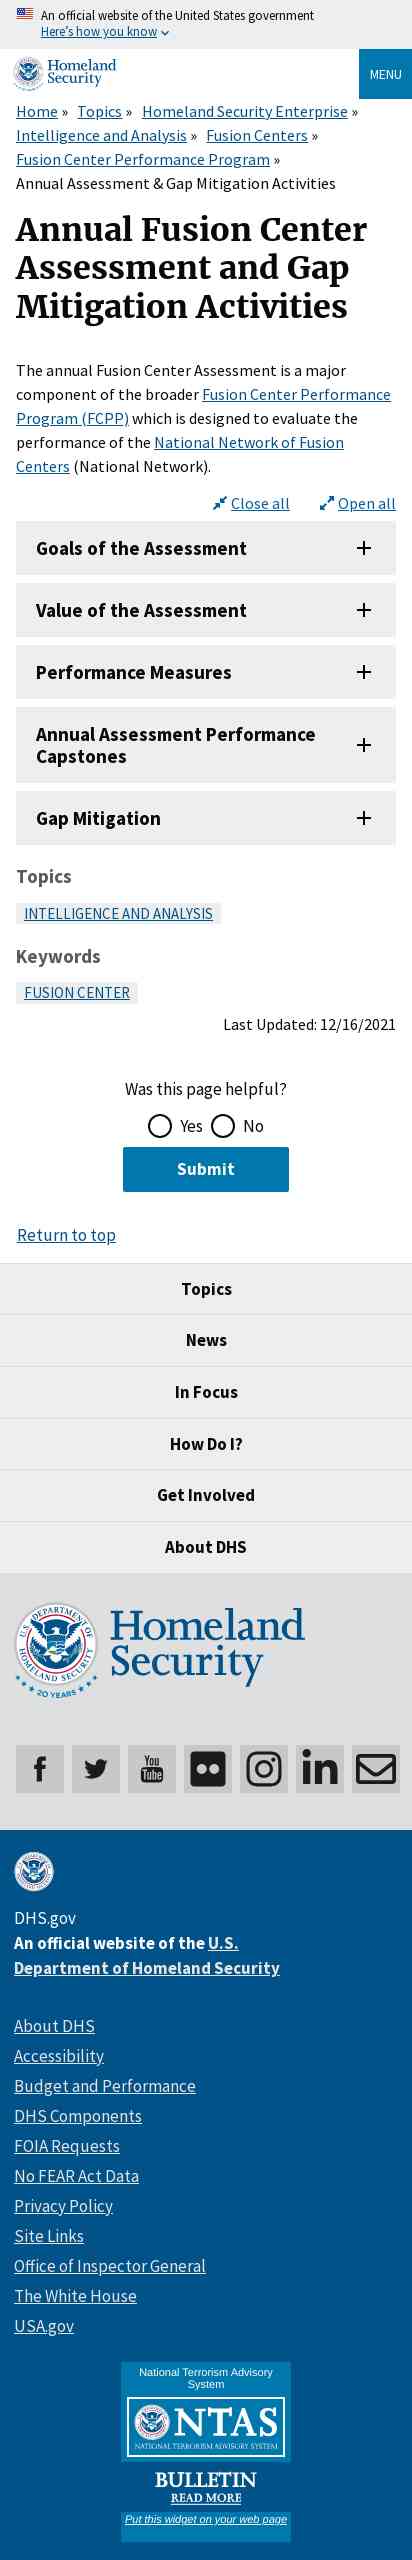 An official website of the United States government
Here's how you know
Homeland
Security
MENU
Home » Topics » Homeland Security Enterprise »
Intelligence and Analysis » Fusion Centers »
Fusion Center Performance Program »
Annual Assessment & Gap Mitigation Activities
Annual Fusion Center
Assessment and Gap
Mitigation Activities
The annual Fusion Center Assessment is a major
component of the broader Fusion Center Performance
Program (FCPP) which is designed to evaluate the
performance of the National Network of Fusion
Centers (National Network).
Close all Open all
Goals of the Assessment
Value of the Assessment
Performance Measures
Annual Assessment Performance
Capstones
Gap Mitigation
Topics
INTELLIGENCE AND ANALYSIS
Keywords
FUSION CENTER
Last Updated: 12/16/2021
Was this page helpful?
Yes No
Submit
Return to top
Topics
News
In Focus
How Do I?
Get Involved
About DHS
U.S. DEPARTMENT OF
HOMELAND SECURITY
20 YEARS
Homeland
Security
You
Tube
in
DHS.gov
An official website of the U.S.
Department of Homeland Security
About DHS
Accessibility
Budget and Performance
DHS Components
FOIA Requests
No FEAR Act Data
Privacy Policy
Site Links
Office of Inspector General
The White House
USA.gov
National Terrorism Advisory
System
NTAS
NATIONAL TERRORISM ADVISORY SYSTEM
BULLETIN
READ MORE
Put this widget on your web page